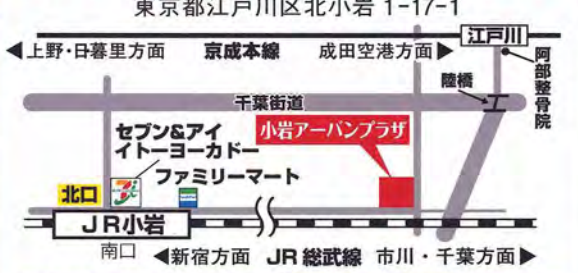 東京都江戸川区北小岩 1-17-1
江戸川
◀上野・日暮里方面 京成本線 成田空港方面▶
阿部整骨院
陸橋
千葉街道
セブン&アイ
イトーヨーカドー
小岩アーバンプラザ
ファミリーマート
北口
JR小岩
南口
◀新宿方面 JR 総武線 市川・千葉方面▶